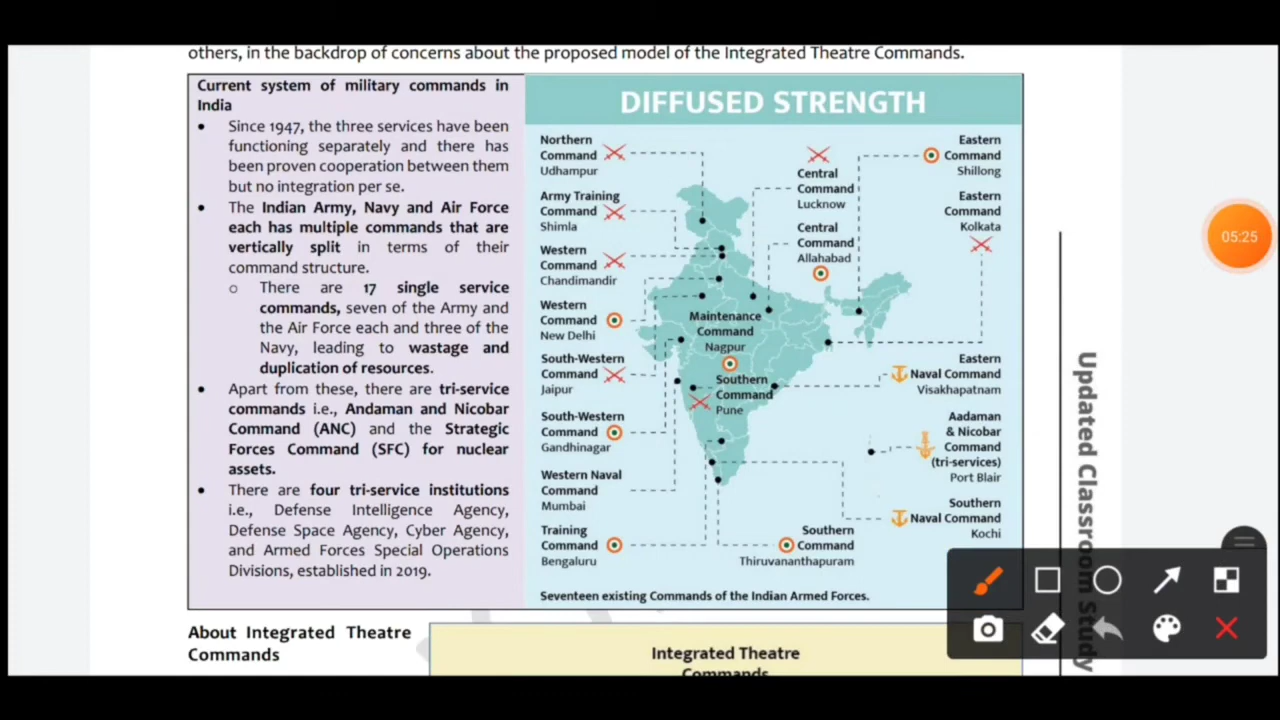 others, in the backdrop of concerns about the proposed model of the Integrated Theatre Commands.
Current system of military commands in
India
• Since 1947, the three services have been
functioning separately and there has
been proven cooperation between them
but no integration per se.
• The Indian Army, Navy and Air Force
each has multiple commands that are
vertically split in terms of their
command structure.
o There are 17 single service
commands, seven of the Army and
the Air Force each and three of the
Navy, leading to wastage and
duplication of resources.
• Apart from these, there are tri-service
commands i.e., Andaman and Nicobar
Command (ANC) and the Strategic
Forces Command (SFC) for nuclear
assets.
• There are four tri-service institutions
i.e., Defense Intelligence Agency,
Defense Space Agency, Cyber Agency,
and Armed Forces Special Operations
Divisions, established in 2019.
DIFFUSED STRENGTH
Northern
Command
Udhampur
Army Training
Command
Shimla
Western
Command
Chandimandir
Western
Command
New Delhi
South-Western
Command
Jaipur
South-Western
Command
Gandhinagar
Western Naval
Command
Mumbai
Training
Command
Bengaluru
Central
Command
Lucknow
Central
Command
Allahabad
Maintenance
Command
Nagpur
Southern
Command
Pune
Southern
Command
Thiruvananthapuram
Eastern
Command
Shillong
Eastern
Command
Kolkata
Eastern
Naval Command
Visakhapatnam
Aadaman
& Nicobar
Command
(tri-services)
Port Blair
Southern
Naval Command
Kochi
Seventeen existing Commands of the Indian Armed Forces.
About Integrated Theatre
Commands
Integrated Theatre
Commands
Updated Classroom Study
05:25